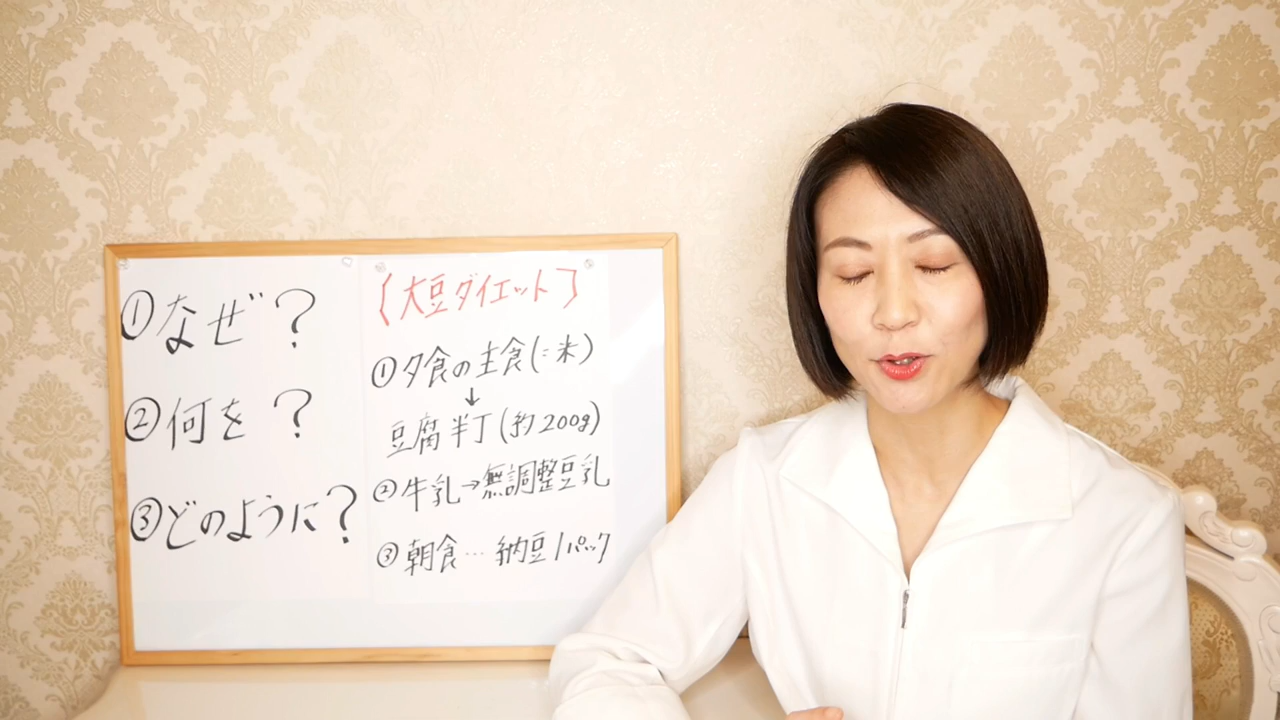 ①なぜ?
②何を?
③どのように?
〔大豆ダイエット〕
①夕食の主食(=米)
↓
豆腐半丁(約200g)
②牛乳→無調整豆乳
③朝食…納豆1パック